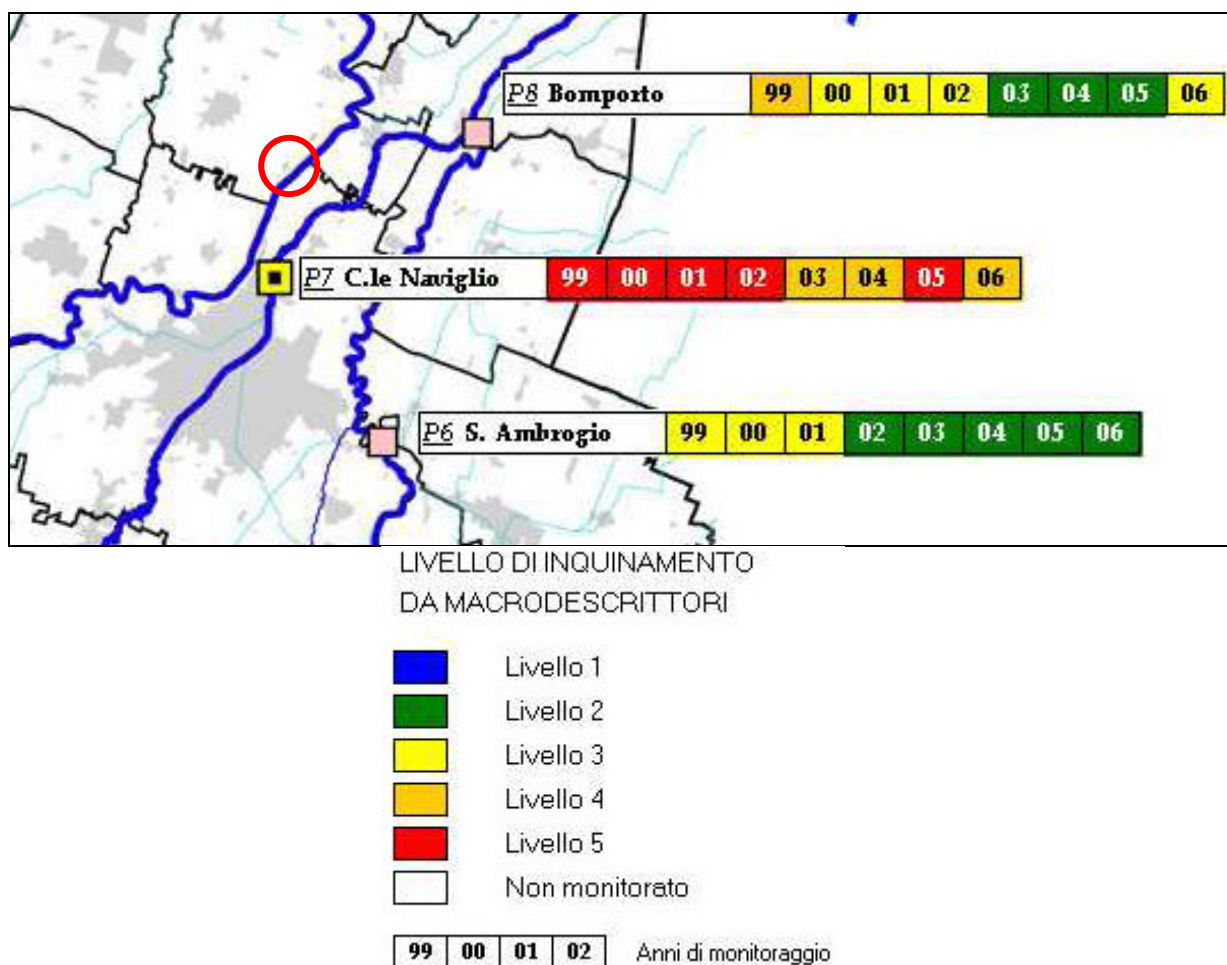 P8 Bomporto 99 00 01 02 03 04 05 06
P7 C.le Naviglio 99 00 01 02 03 04 05 06
P6 S. Ambrogio 99 00 01 02 03 04 05 06
LIVELLO DI INQUINAMENTO
DA MACRODESCRITTORI
Livello 1
Livello 2
Livello 3
Livello 4
Livello 5
Non monitorato
99 00 01 02 Anni di monitoraggio